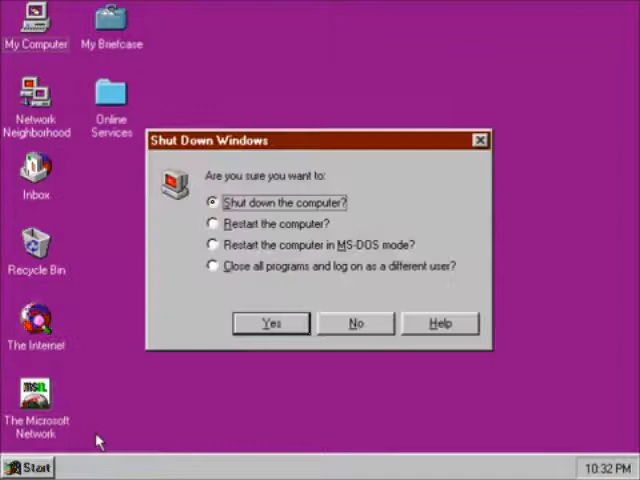 My Computer
My Briefcase
Network
Neighborhood
Online
Services
Inbox
Recycle Bin
The Internet
msn
The Microsoft
Network
Shut Down Windows
Are you sure you want to:
Shut down the computer?
Restart the computer?
Restart the computer in MS-DOS mode?
Close all programs and log on as a different user?
Yes
No
Help
Start
10:32 PM